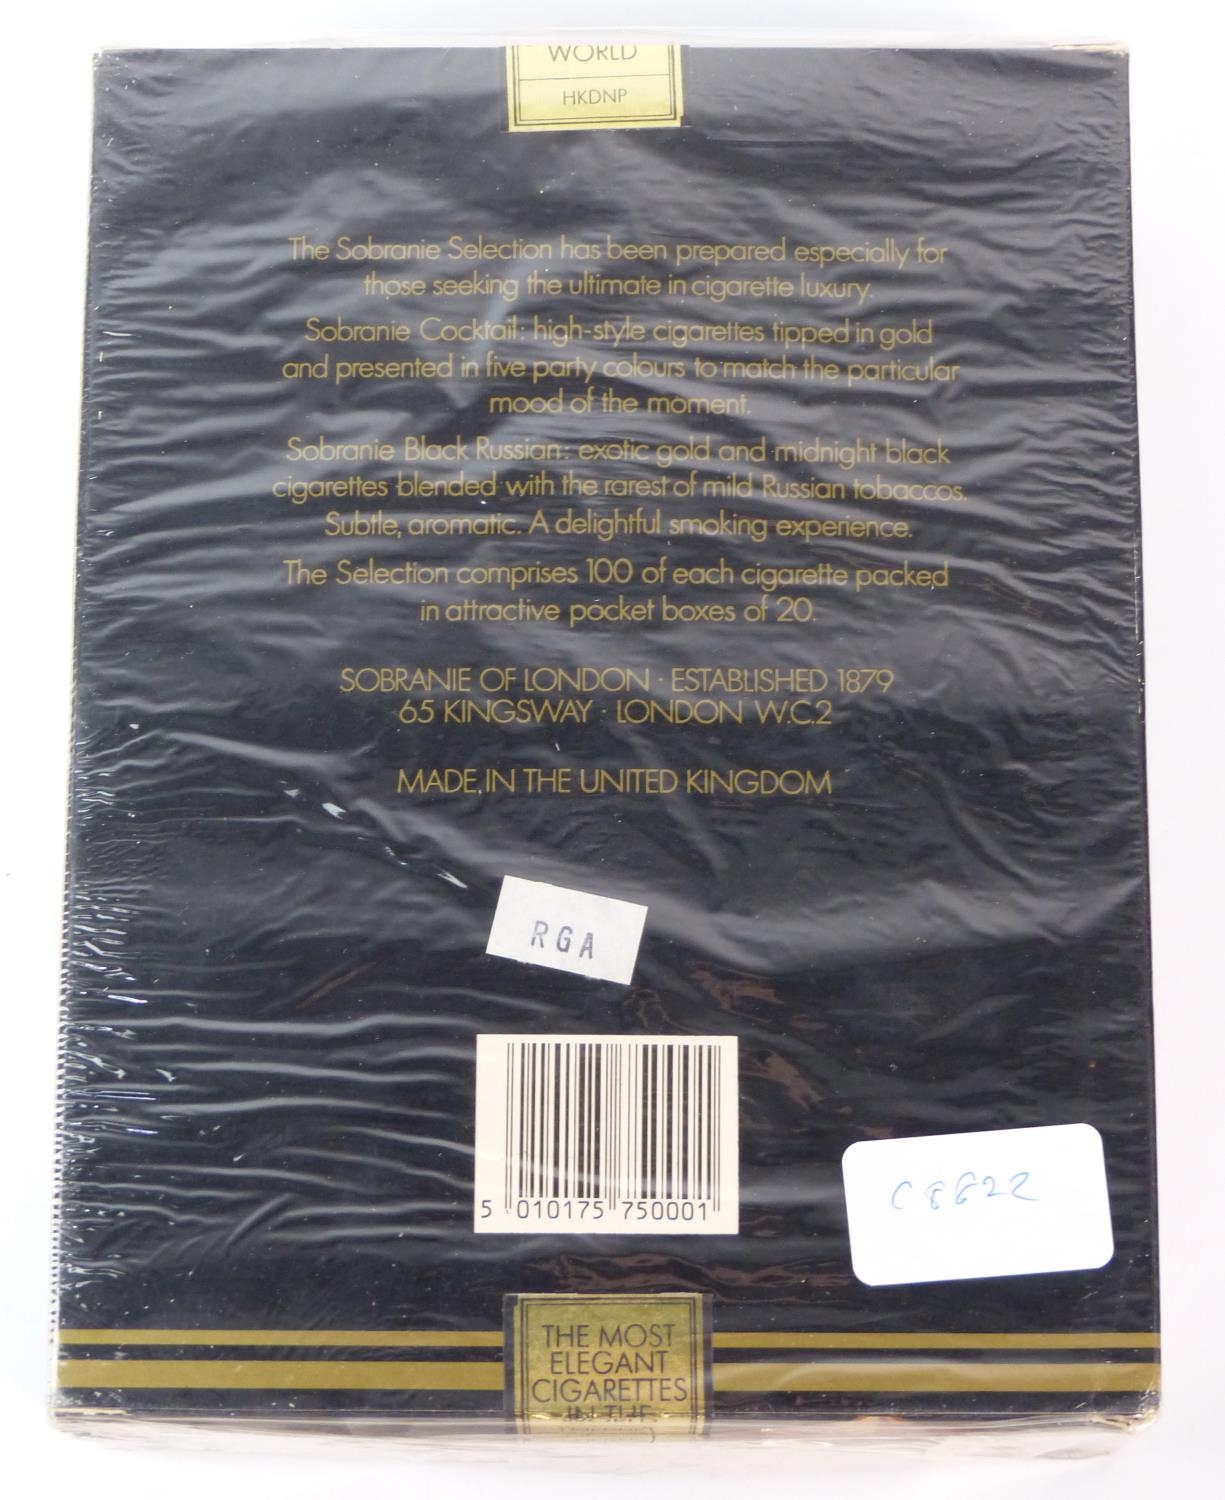 WORLD
HKDNP
The Sobranie Selection has been prepared especially for
those seeking the ultimate in cigarette luxury.
Sobranie Cocktail: high-style cigarettes tipped in gold
and presented in five party colours to match the particular
mood of the moment.
Sobranie Black Russian: exotic gold and midnight black
cigarettes blended with the rarest of mild Russian tobaccos.
Subtle, aromatic. A delightful smoking experience.
The Selection comprises 100 of each cigarette packed
in attractive pocket boxes of 20.
SOBRANIE OF LONDON · ESTABLISHED 1879
65 KINGSWAY · LONDON W.C.2
MADE IN THE UNITED KINGDOM
RGA
5 010175 750001
C8822
THE MOST
ELEGANT
CIGARETTES
IN THE